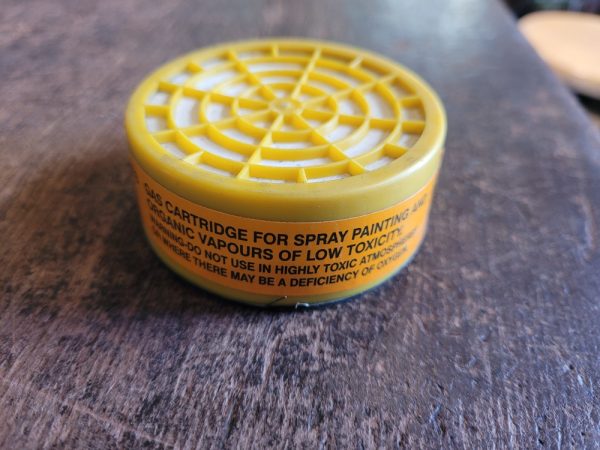 GAS CARTRIDGE FOR SPRAY PAINTING AND
ORGANIC VAPOURS OF LOW TOXICITY.
WARNING-DO NOT USE IN HIGHLY TOXIC ATMOSPHERE
OR WHERE THERE MAY BE A DEFICIENCY OF OXYGEN